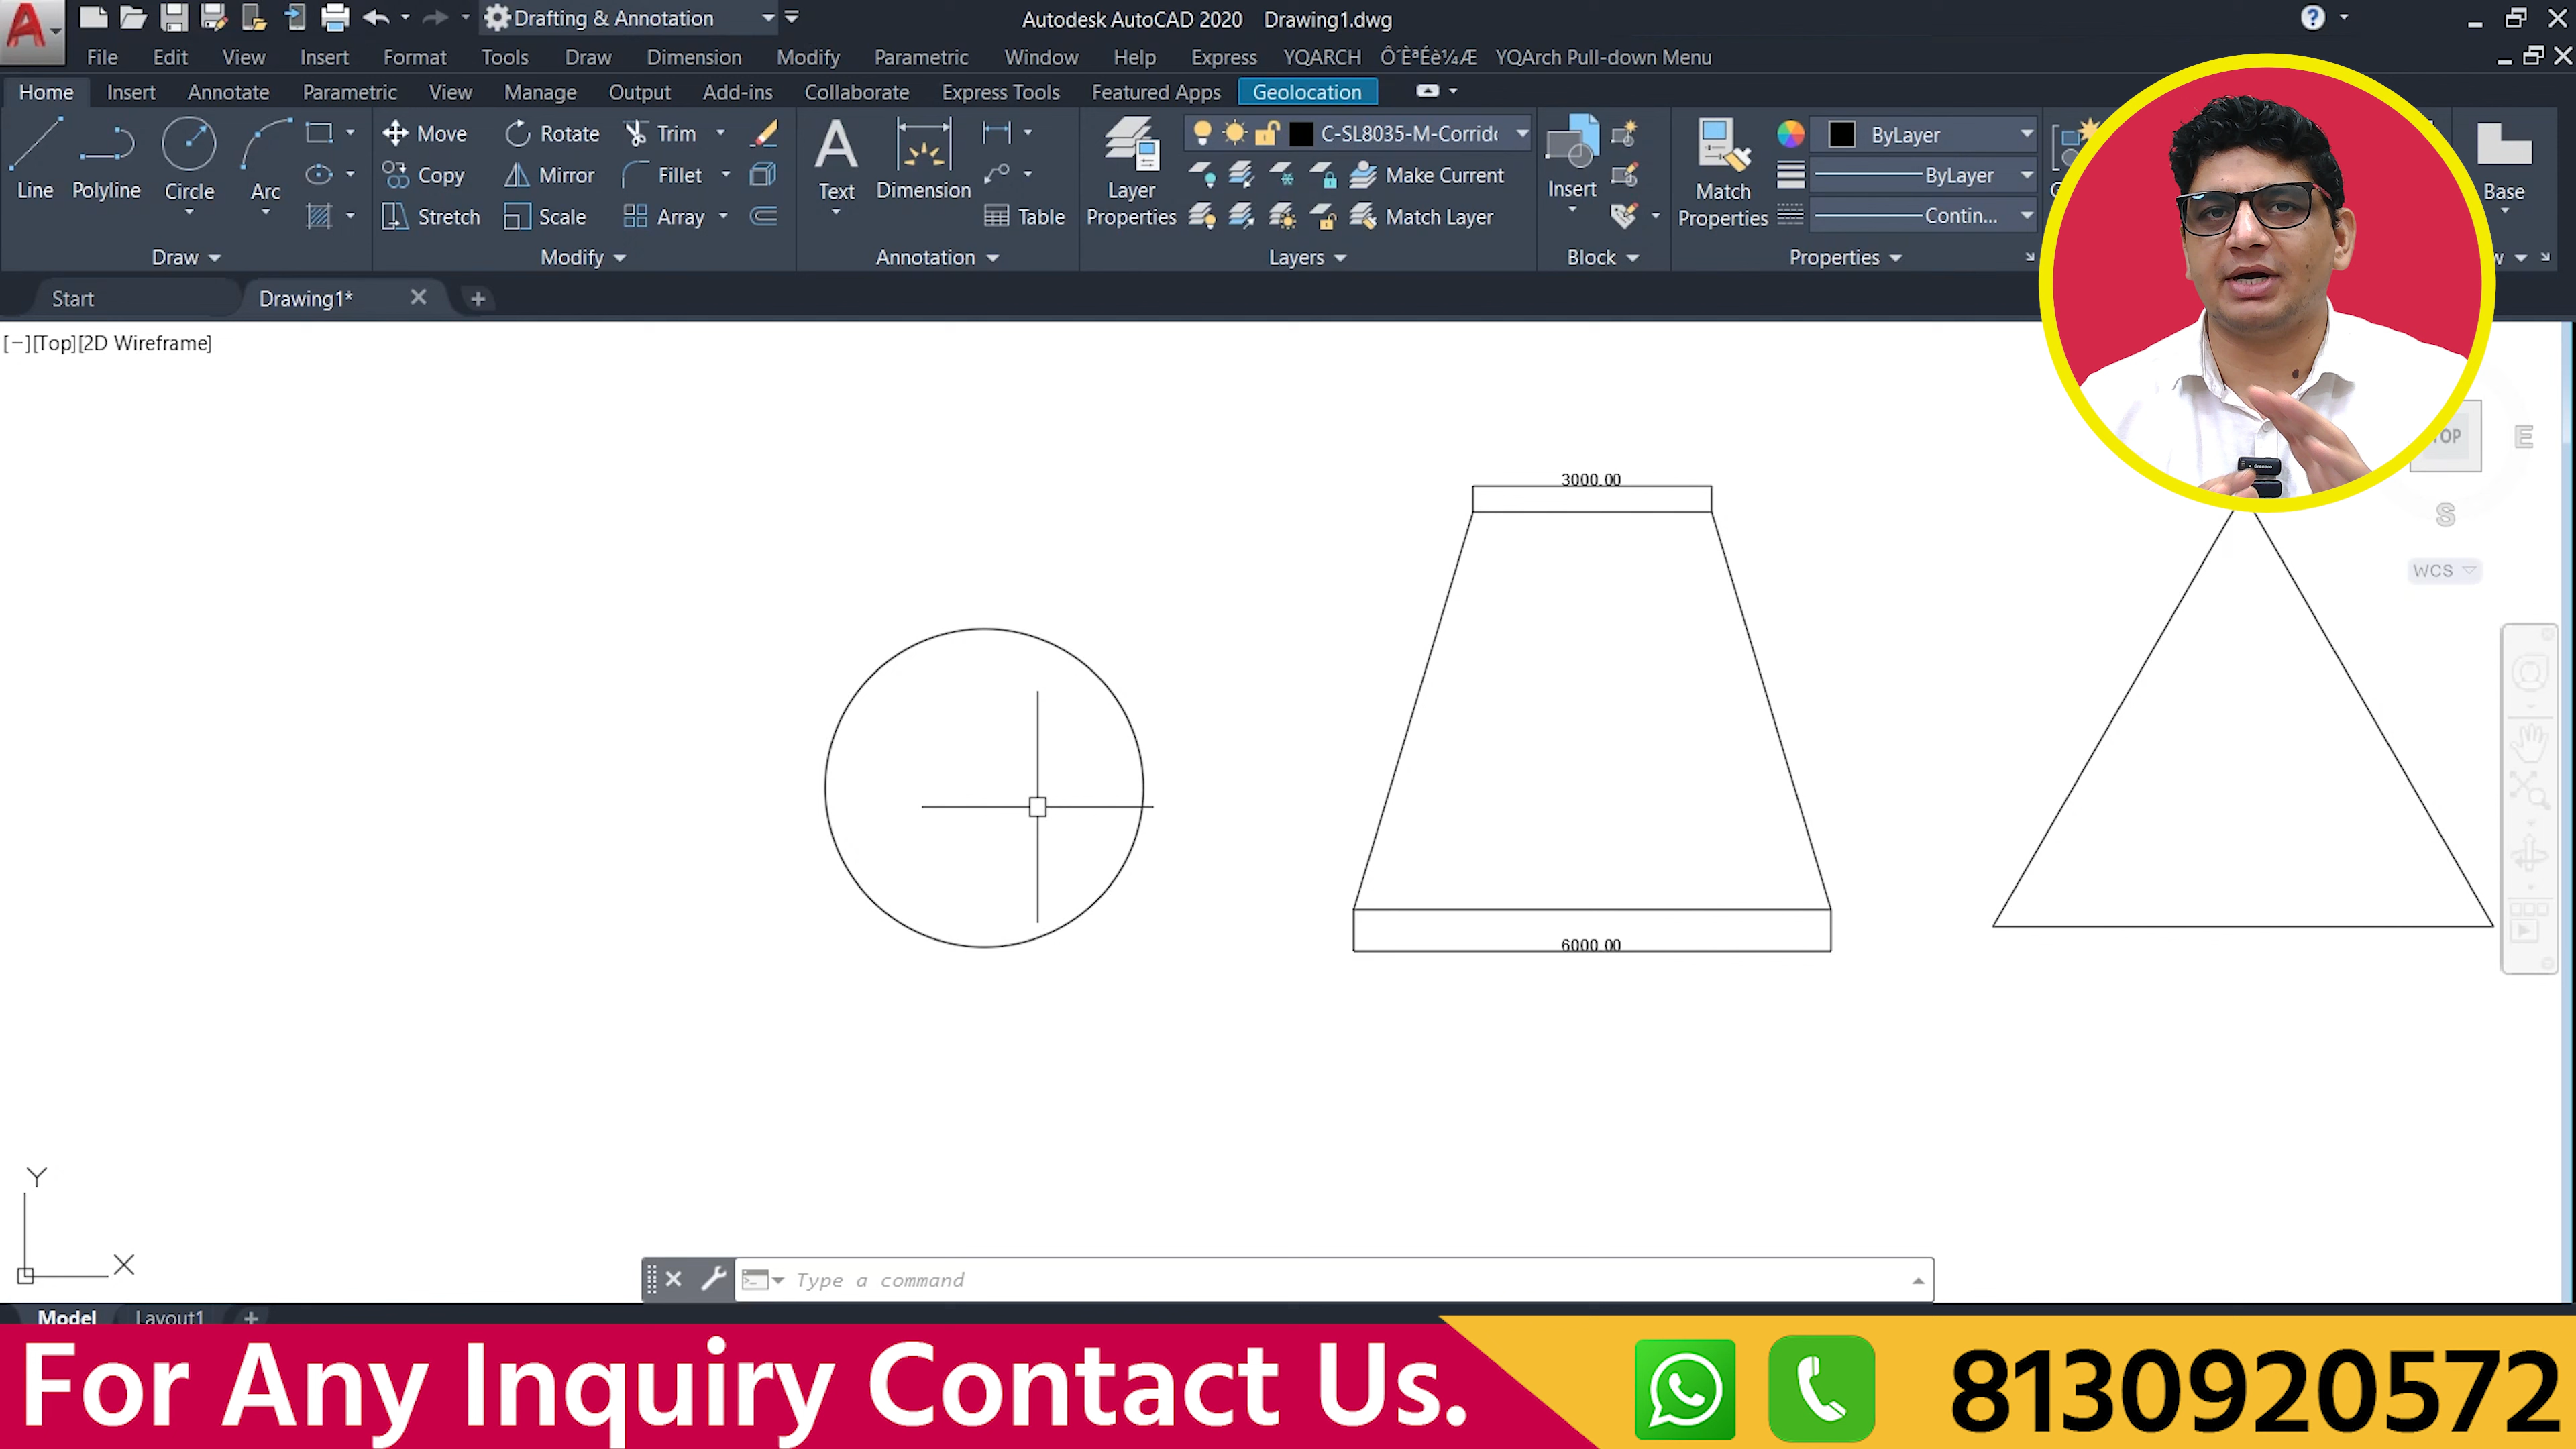 Drafting & Annotation
Autodesk AutoCAD 2020 Drawing1.dwg
File Edit View Insert Format Tools Draw Dimension Modify Parametric Window Help Express YQARCH Ô´ÈªÉè¼Æ YQArch Pull-down Menu
Home Insert Annotate Parametric View Manage Output Add-ins Collaborate Express Tools Featured Apps Geolocation
Line Polyline Circle Arc
Move Rotate Trim
Copy Mirror Fillet
Stretch Scale Array
Text Dimension Table
Layer Properties
C-SL8035-M-Corrid
Make Current
Match Layer
Insert
Match Properties
ByLayer
ByLayer
Contin...
Base
Draw Modify Annotation Layers Block Properties
Start Drawing1*
[−][Top][2D Wireframe]
TOP
E
S
WCS
3000.00
6000.00
Y
X
Type a command
Model Layout1
For Any Inquiry Contact Us. 8130920572